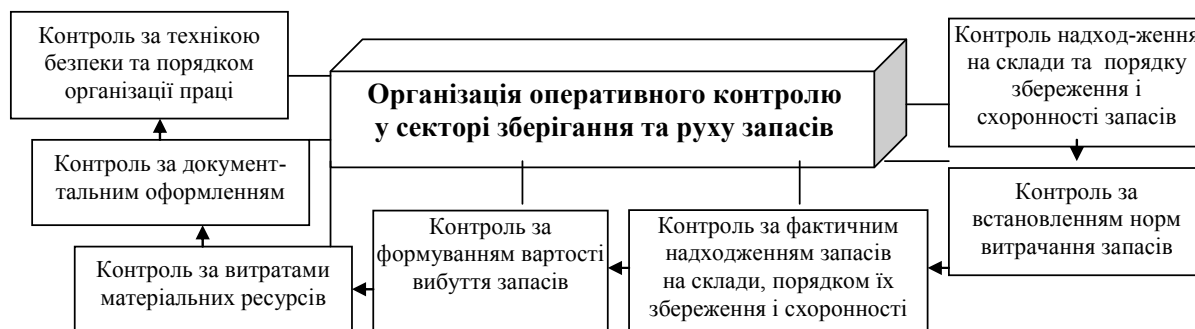 Контроль за технікою
безпеки та порядком
організації праці
Організація оперативного контролю
у секторі зберігання та руху запасів
Контроль надход-ження
на склади та порядку
збереження і
схоронності запасів
Контроль за документ-
тальним оформленням
Контроль за
встановленням норм
витрачання запасів
Контроль за
формуванням вартості
вибуття запасів
Контроль за фактичним
надходженням запасів
на склади, порядком їх
збереження і схоронності
Контроль за витратами
матеріальних ресурсів